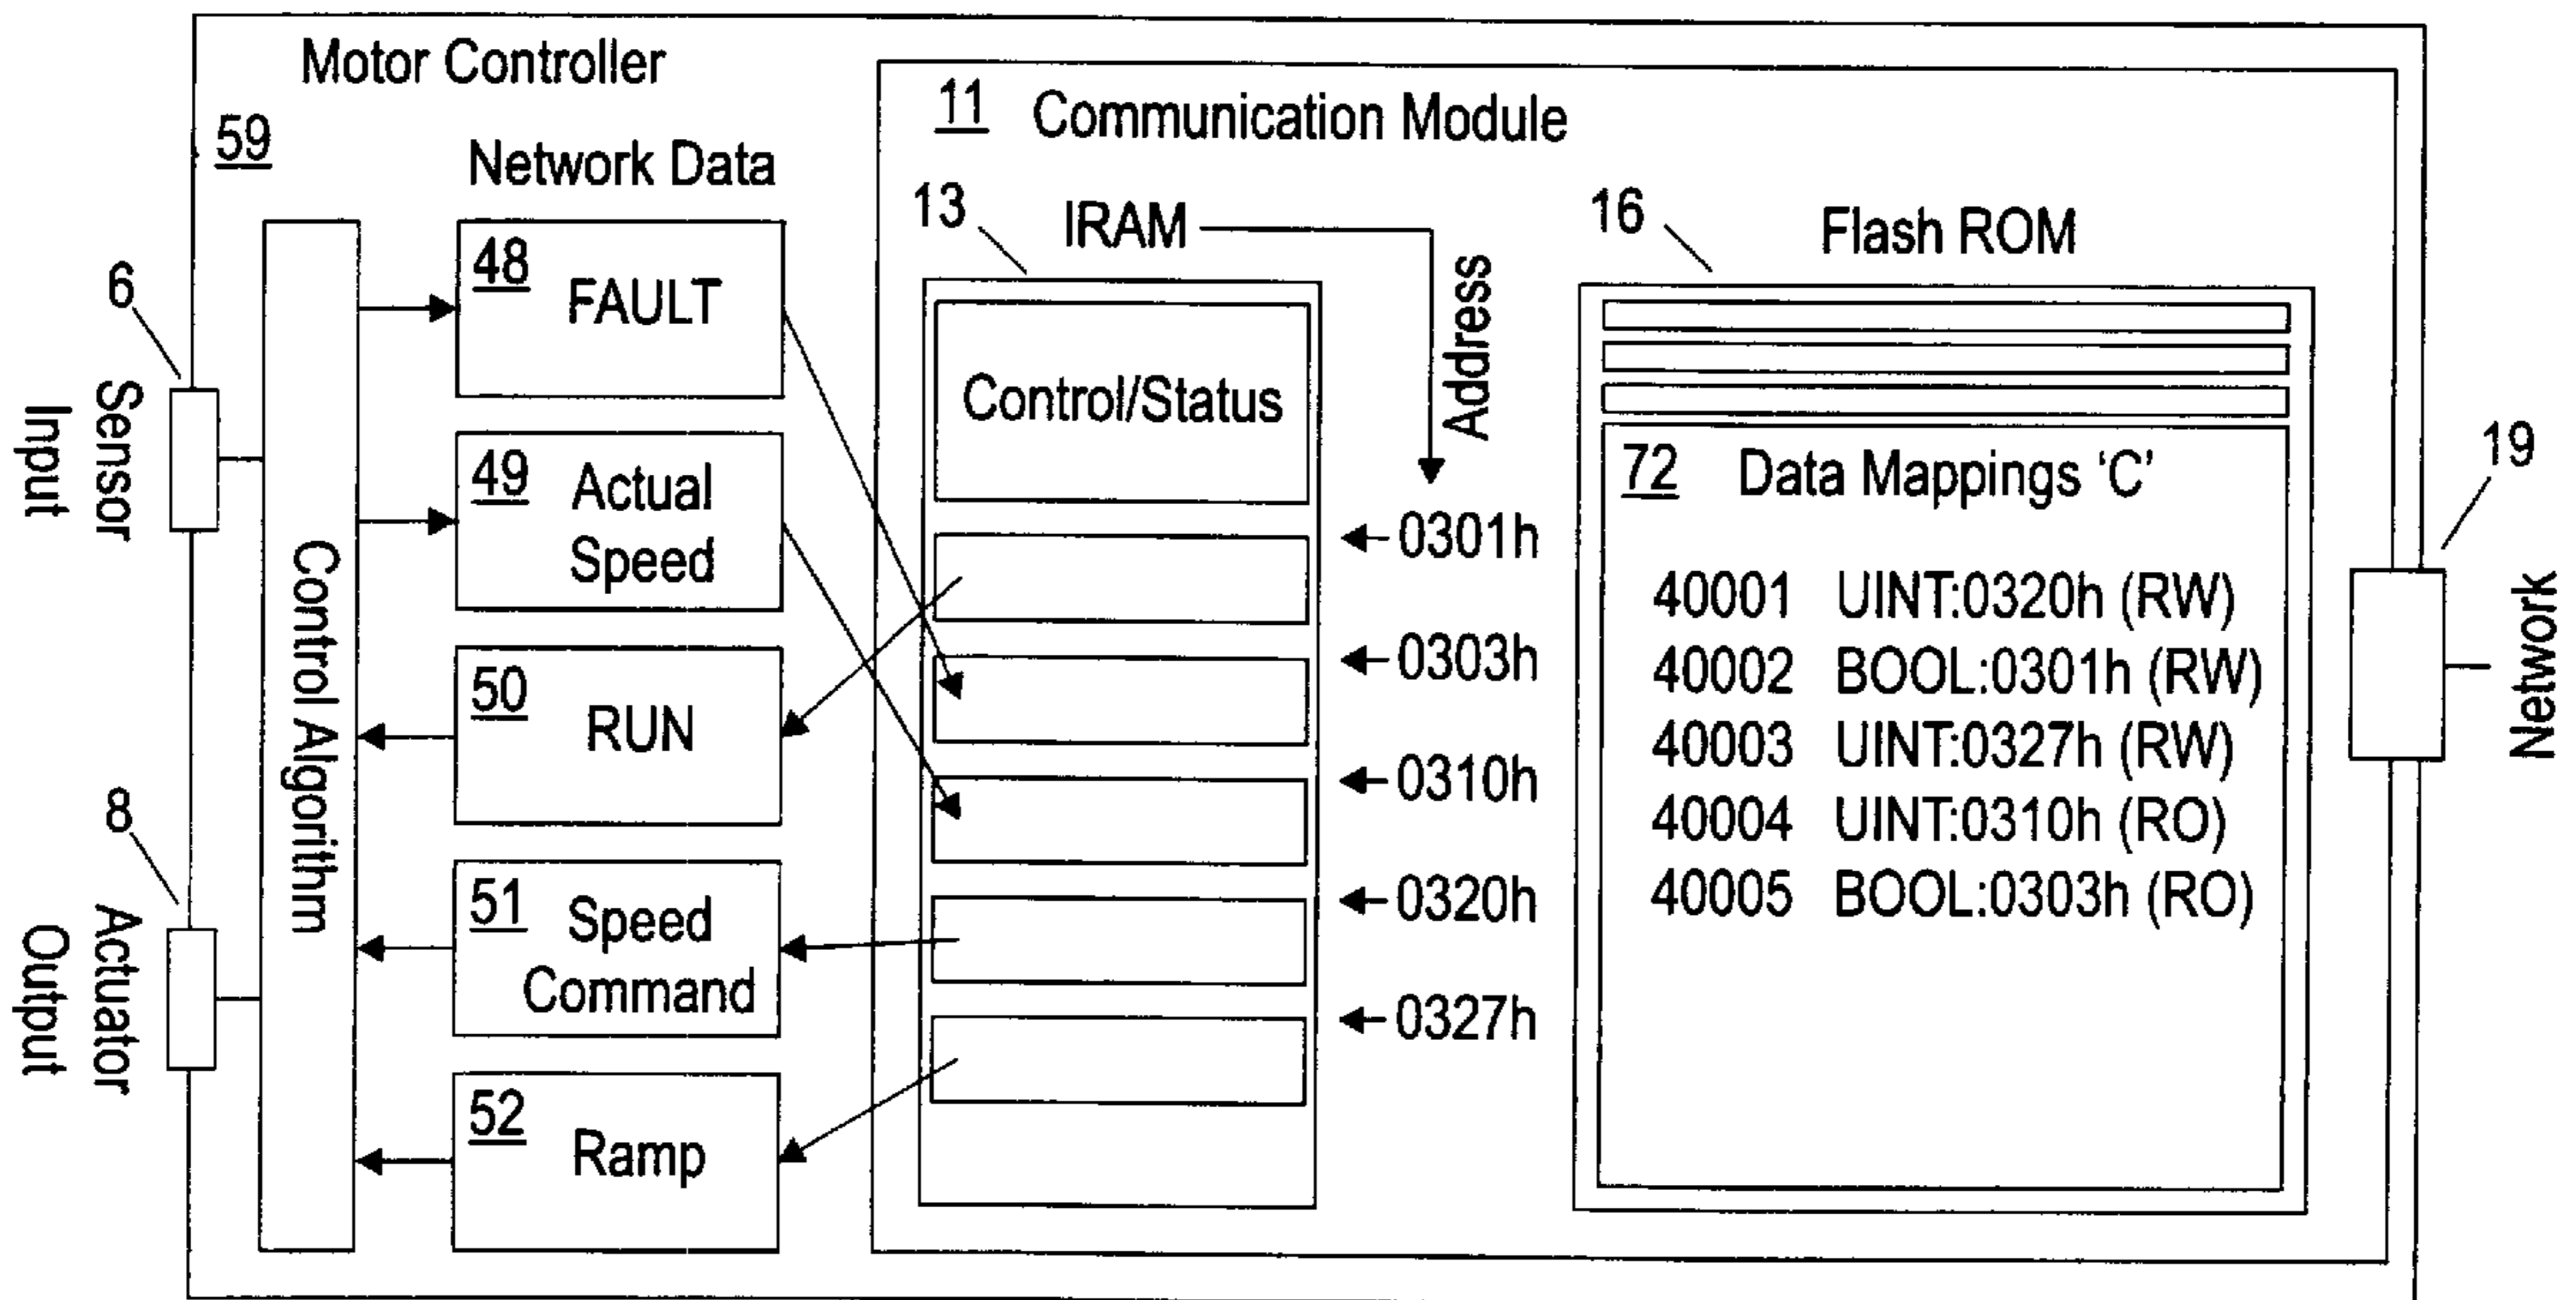 Motor Controller
59
Network Data
6
Sensor
Input
8
Actuator
Output
Control Algorithm
48
FAULT
49
Actual
Speed
50
RUN
51
Speed
Command
52
Ramp
11 Communication Module
13
IRAM
Address
Control/Status
0301h
0303h
0310h
0320h
0327h
16
Flash ROM
72 Data Mappings ‘C’
40001 UINT:0320h (RW)
40002 BOOL:0301h (RW)
40003 UINT:0327h (RW)
40004 UINT:0310h (RO)
40005 BOOL:0303h (RO)
19
Network